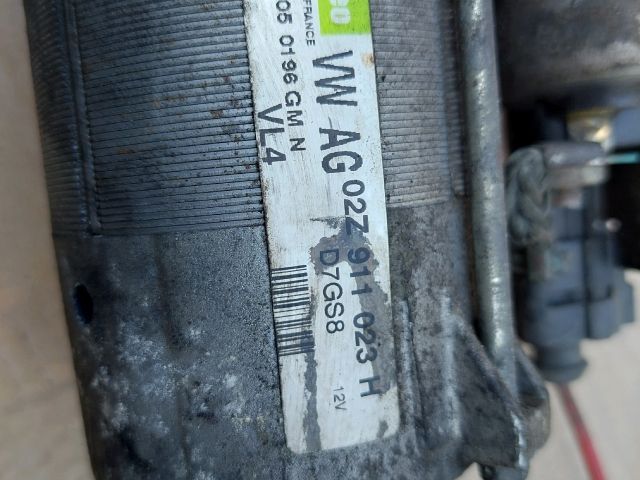 FRANCE
VW AG 02Z 911 023 H
05 0196 GM N
D7GS8 12V
VL4